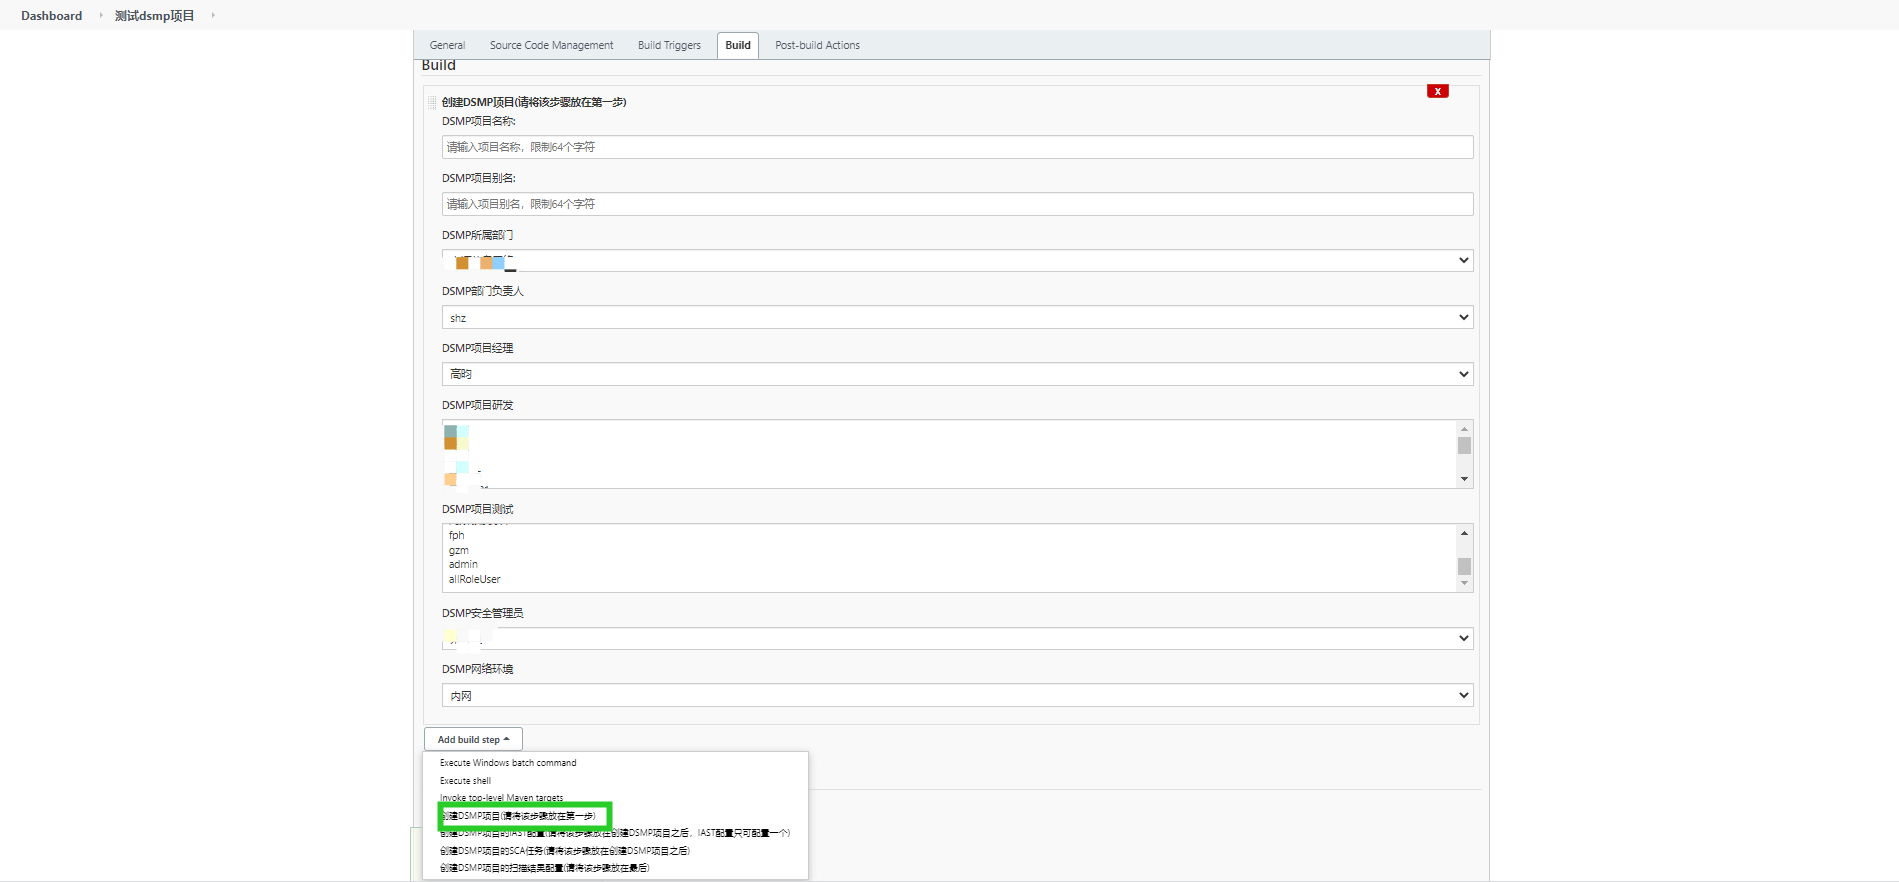 Dashboard 测试dsmp项目
General Source Code Management Build Triggers Build Post-build Actions
Build
创建DSMP项目(请将该步骤放在第一步)
X
DSMP项目名称:
请输入项目名称，限制64个字符
DSMP项目别名:
请输入项目别名，限制64个字符
DSMP所属部门
DSMP部门负责人
shz
DSMP项目经理
高昀
DSMP项目研发
DSMP项目测试
fph
gzm
admin
allRoleUser
DSMP安全管理员
DSMP网络环境
内网
Add build step
Execute Windows batch command
Execute shell
Invoke top-level Maven targets
创建DSMP项目(请将该步骤放在第一步)
创建DSMP项目的IAST配置(请将该步骤放在创建DSMP项目之后，IAST配置只可配置一个)
创建DSMP项目的SCA任务(请将该步骤放在创建DSMP项目之后)
创建DSMP项目的扫描结果配置(请将该步骤放在最后)